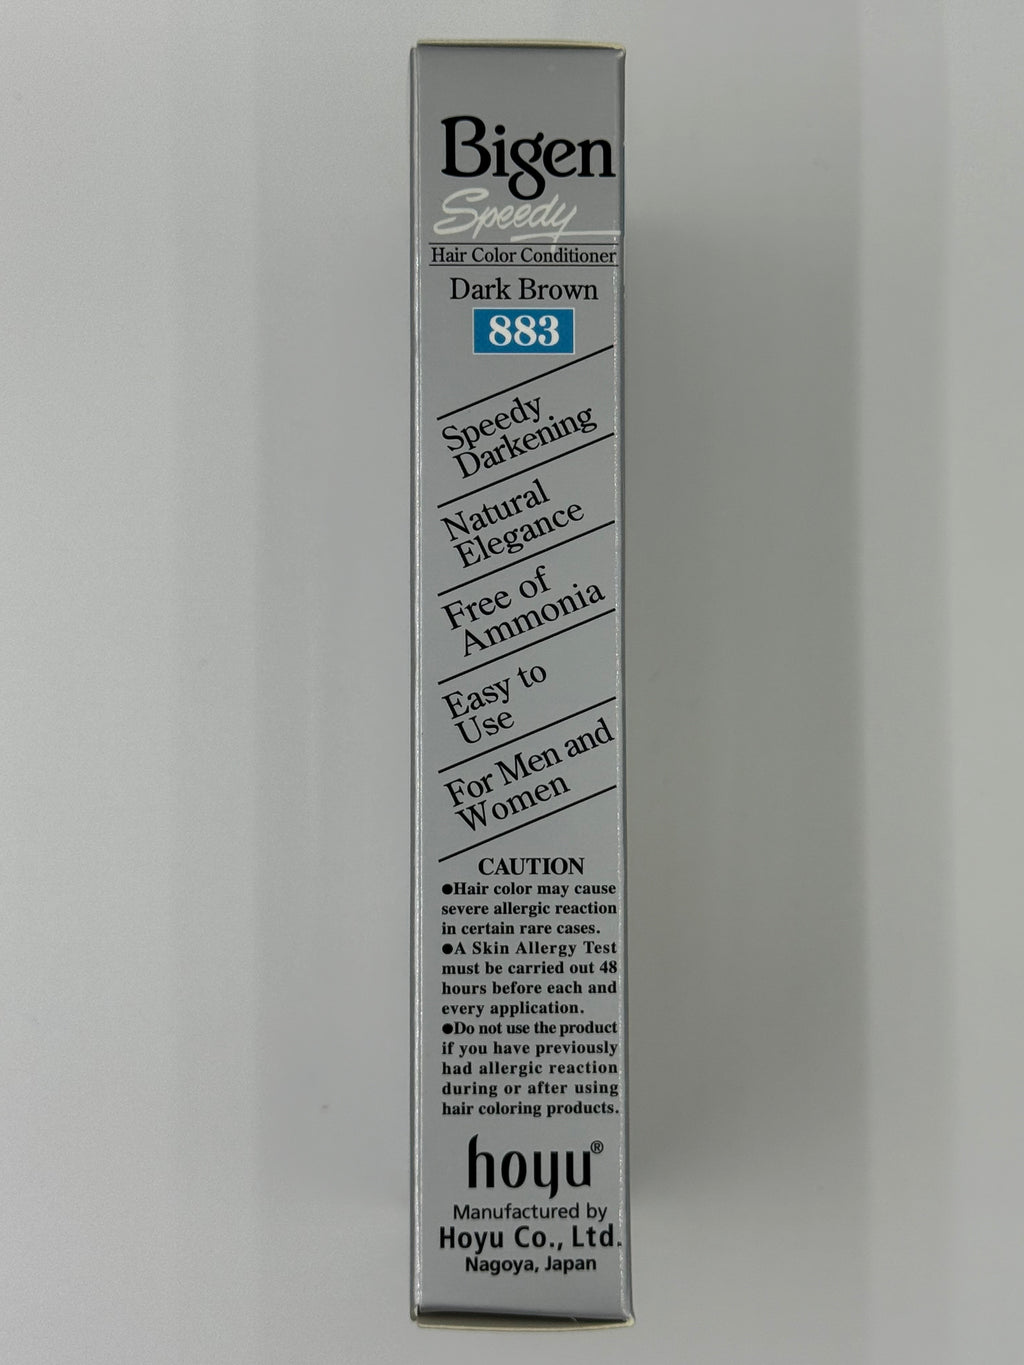 Bigen
Speedy
Hair Color Conditioner
Dark Brown
883
Speedy
Darkening
Natural
Elegance
Free of
Ammonia
Easy to
Use
For Men and
Women
CAUTION
●Hair color may cause
severe allergic reaction
in certain rare cases.
●A Skin Allergy Test
must be carried out 48
hours before each and
every application.
●Do not use the product
if you have previously
had allergic reaction
during or after using
hair coloring products.
hoyu®
Manufactured by
Hoyu Co., Ltd.
Nagoya, Japan